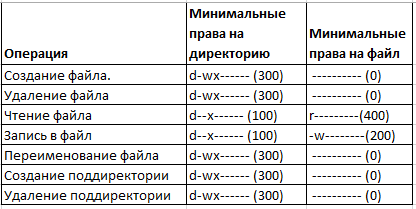 Операция
Минимальные
права на
директорию
Минимальные
права на файл
Создание файла. d-wx------ (300) ---------- (0)
Удаление файла d-wx------ (300) ---------- (0)
Чтение файла d--x------ (100) r--------(400)
Запись в файл d--x------ (100) -w--------(200)
Переименование файла d-wx------ (300) ---------- (0)
Создание поддиректории d-wx------ (300) ---------- (0)
Удаление поддиректории d-wx------ (300) ---------- (0)